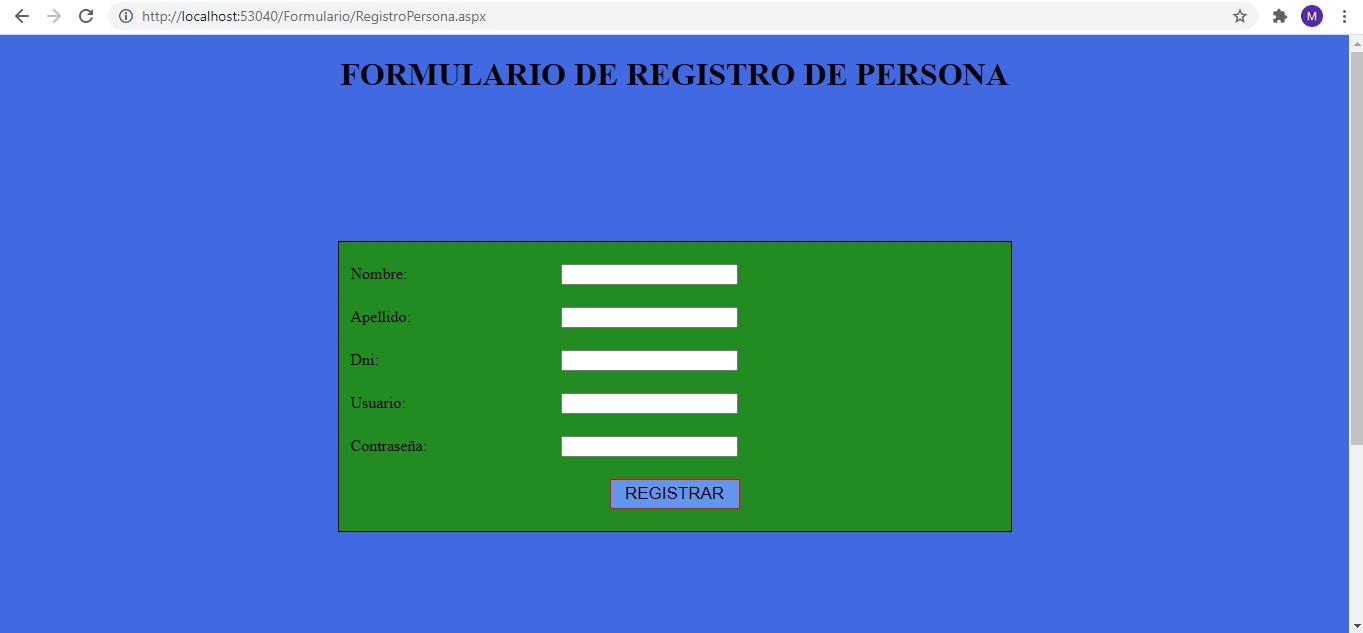 http://localhost:53040/Formulario/RegistroPersona.aspx
M
FORMULARIO DE REGISTRO DE PERSONA
Nombre:
Apellido:
Dni:
Usuario:
Contraseña:
REGISTRAR